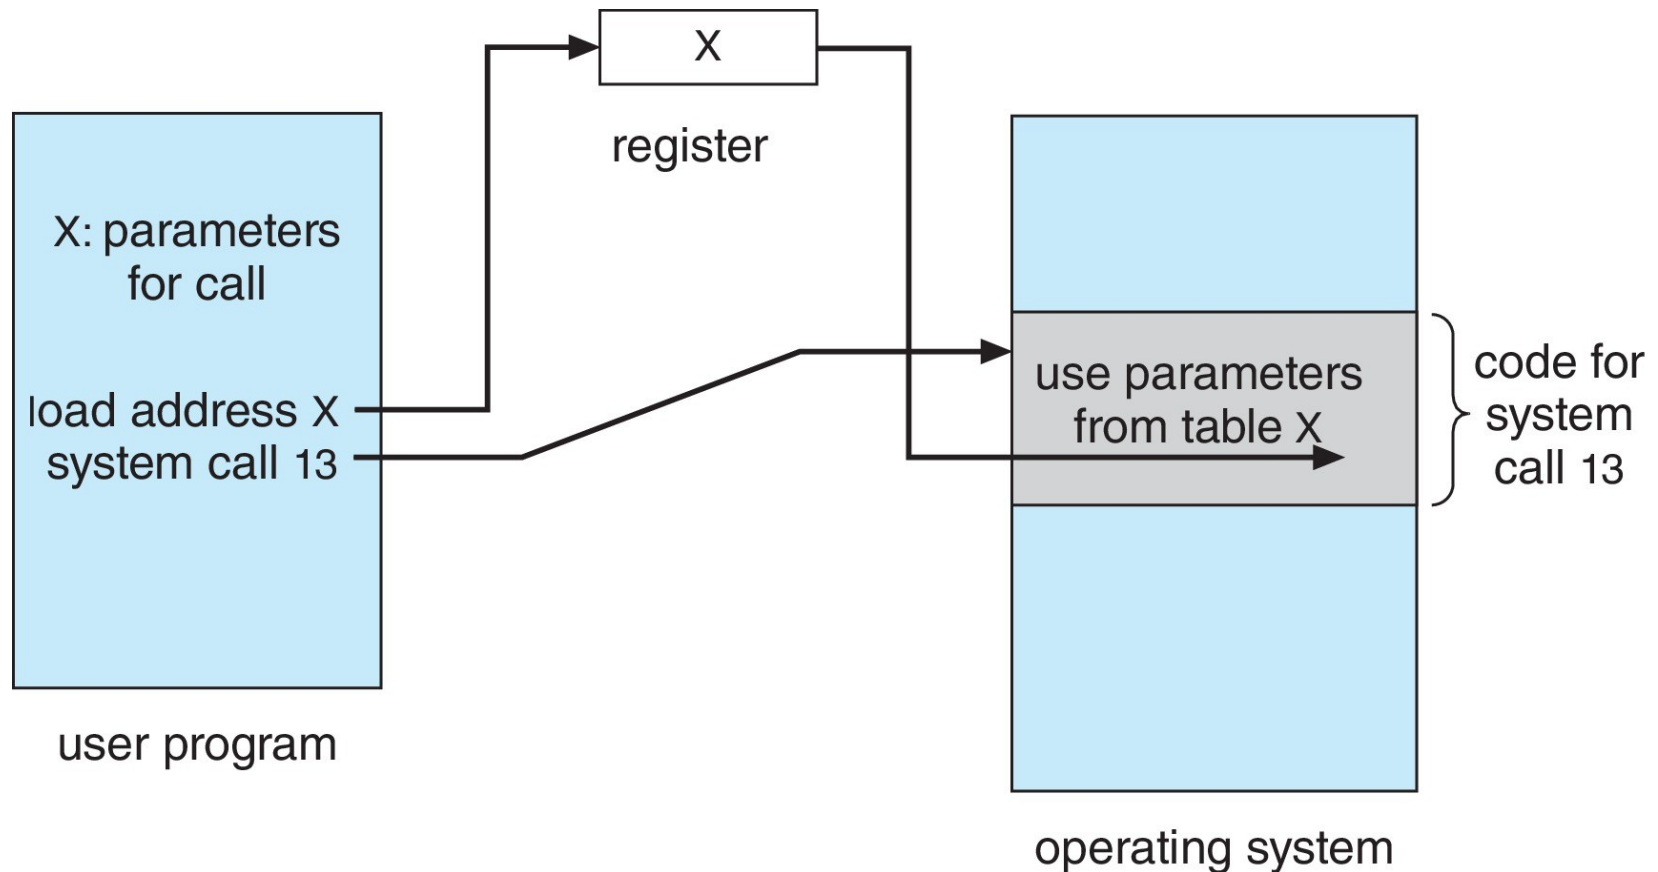 X
register
X: parameters
for call
load address X
system call 13
user program
use parameters
from table X
code for
system
call 13
operating system